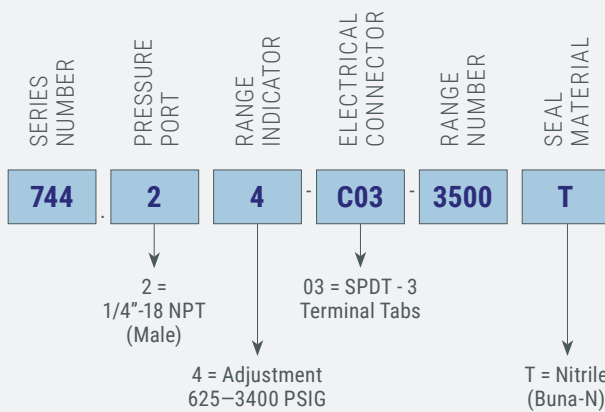 SERIES
NUMBER
PRESSURE
PORT
RANGE
INDICATOR
ELECTRICAL
CONNECTOR
RANGE
NUMBER
SEAL
MATERIAL
744 . 2 4 - C03 - 3500 T
2 =
1/4”-18 NPT
(Male)
03 = SPDT - 3
Terminal Tabs
4 = Adjustment
625—3400 PSIG
T = Nitrile
(Buna-N)